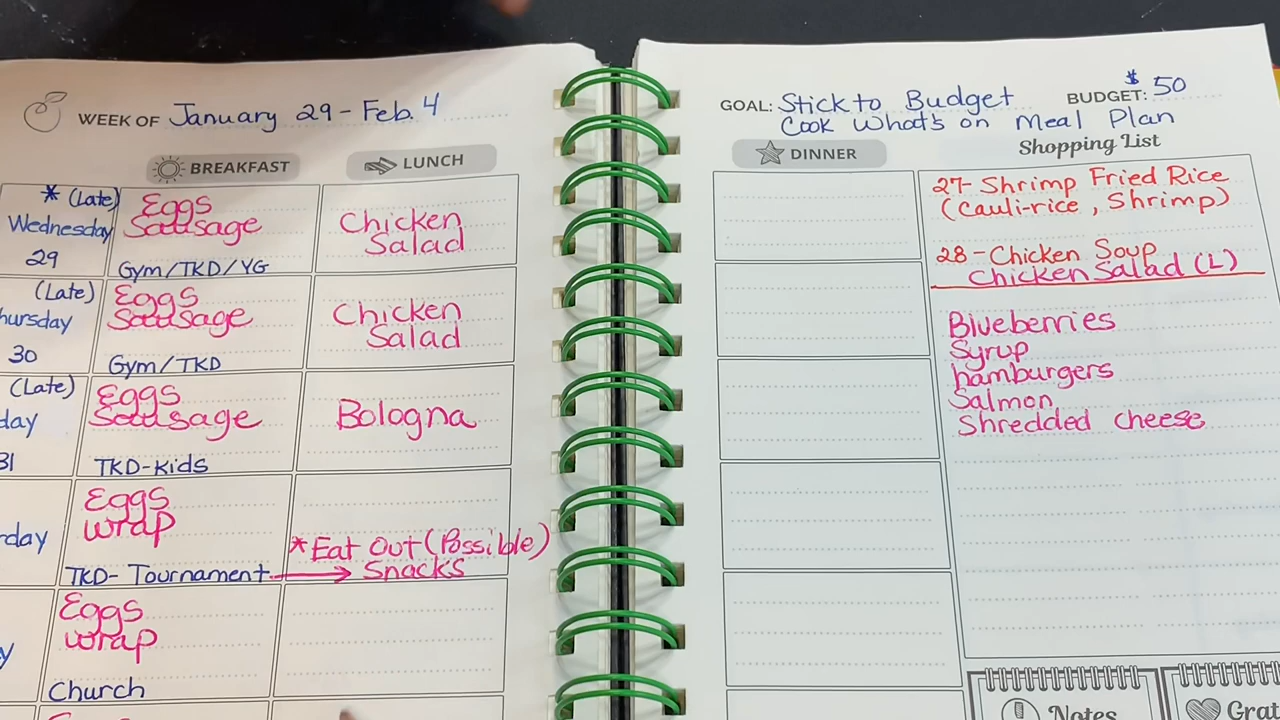 WEEK OF January 29 - Feb. 4
BREAKFAST
LUNCH
* (Late)
Wednesday
29
Eggs
Sausage
Gym/TKD/YG
Chicken
Salad
(Late)
hursday
30
Eggs
Sausage
Gym/TKD
Chicken
Salad
(Late)
day
31
Eggs
Sausage
TKD-Kids
Bologna
rday
Eggs
wrap
TKD- Tournament
*Eat Out (Possible)
Snacks
y
Eggs
wrap
Church
GOAL: Stick to Budget
Cook What's on Meal Plan
BUDGET: $50
DINNER
Shopping List
27- Shrimp Fried Rice
(Cauli-rice, Shrimp)
28-Chicken Soup
Chicken Salad (L)
Blueberries
Syrup
hamburgers
Salmon
Shredded cheese
Notes
Grat